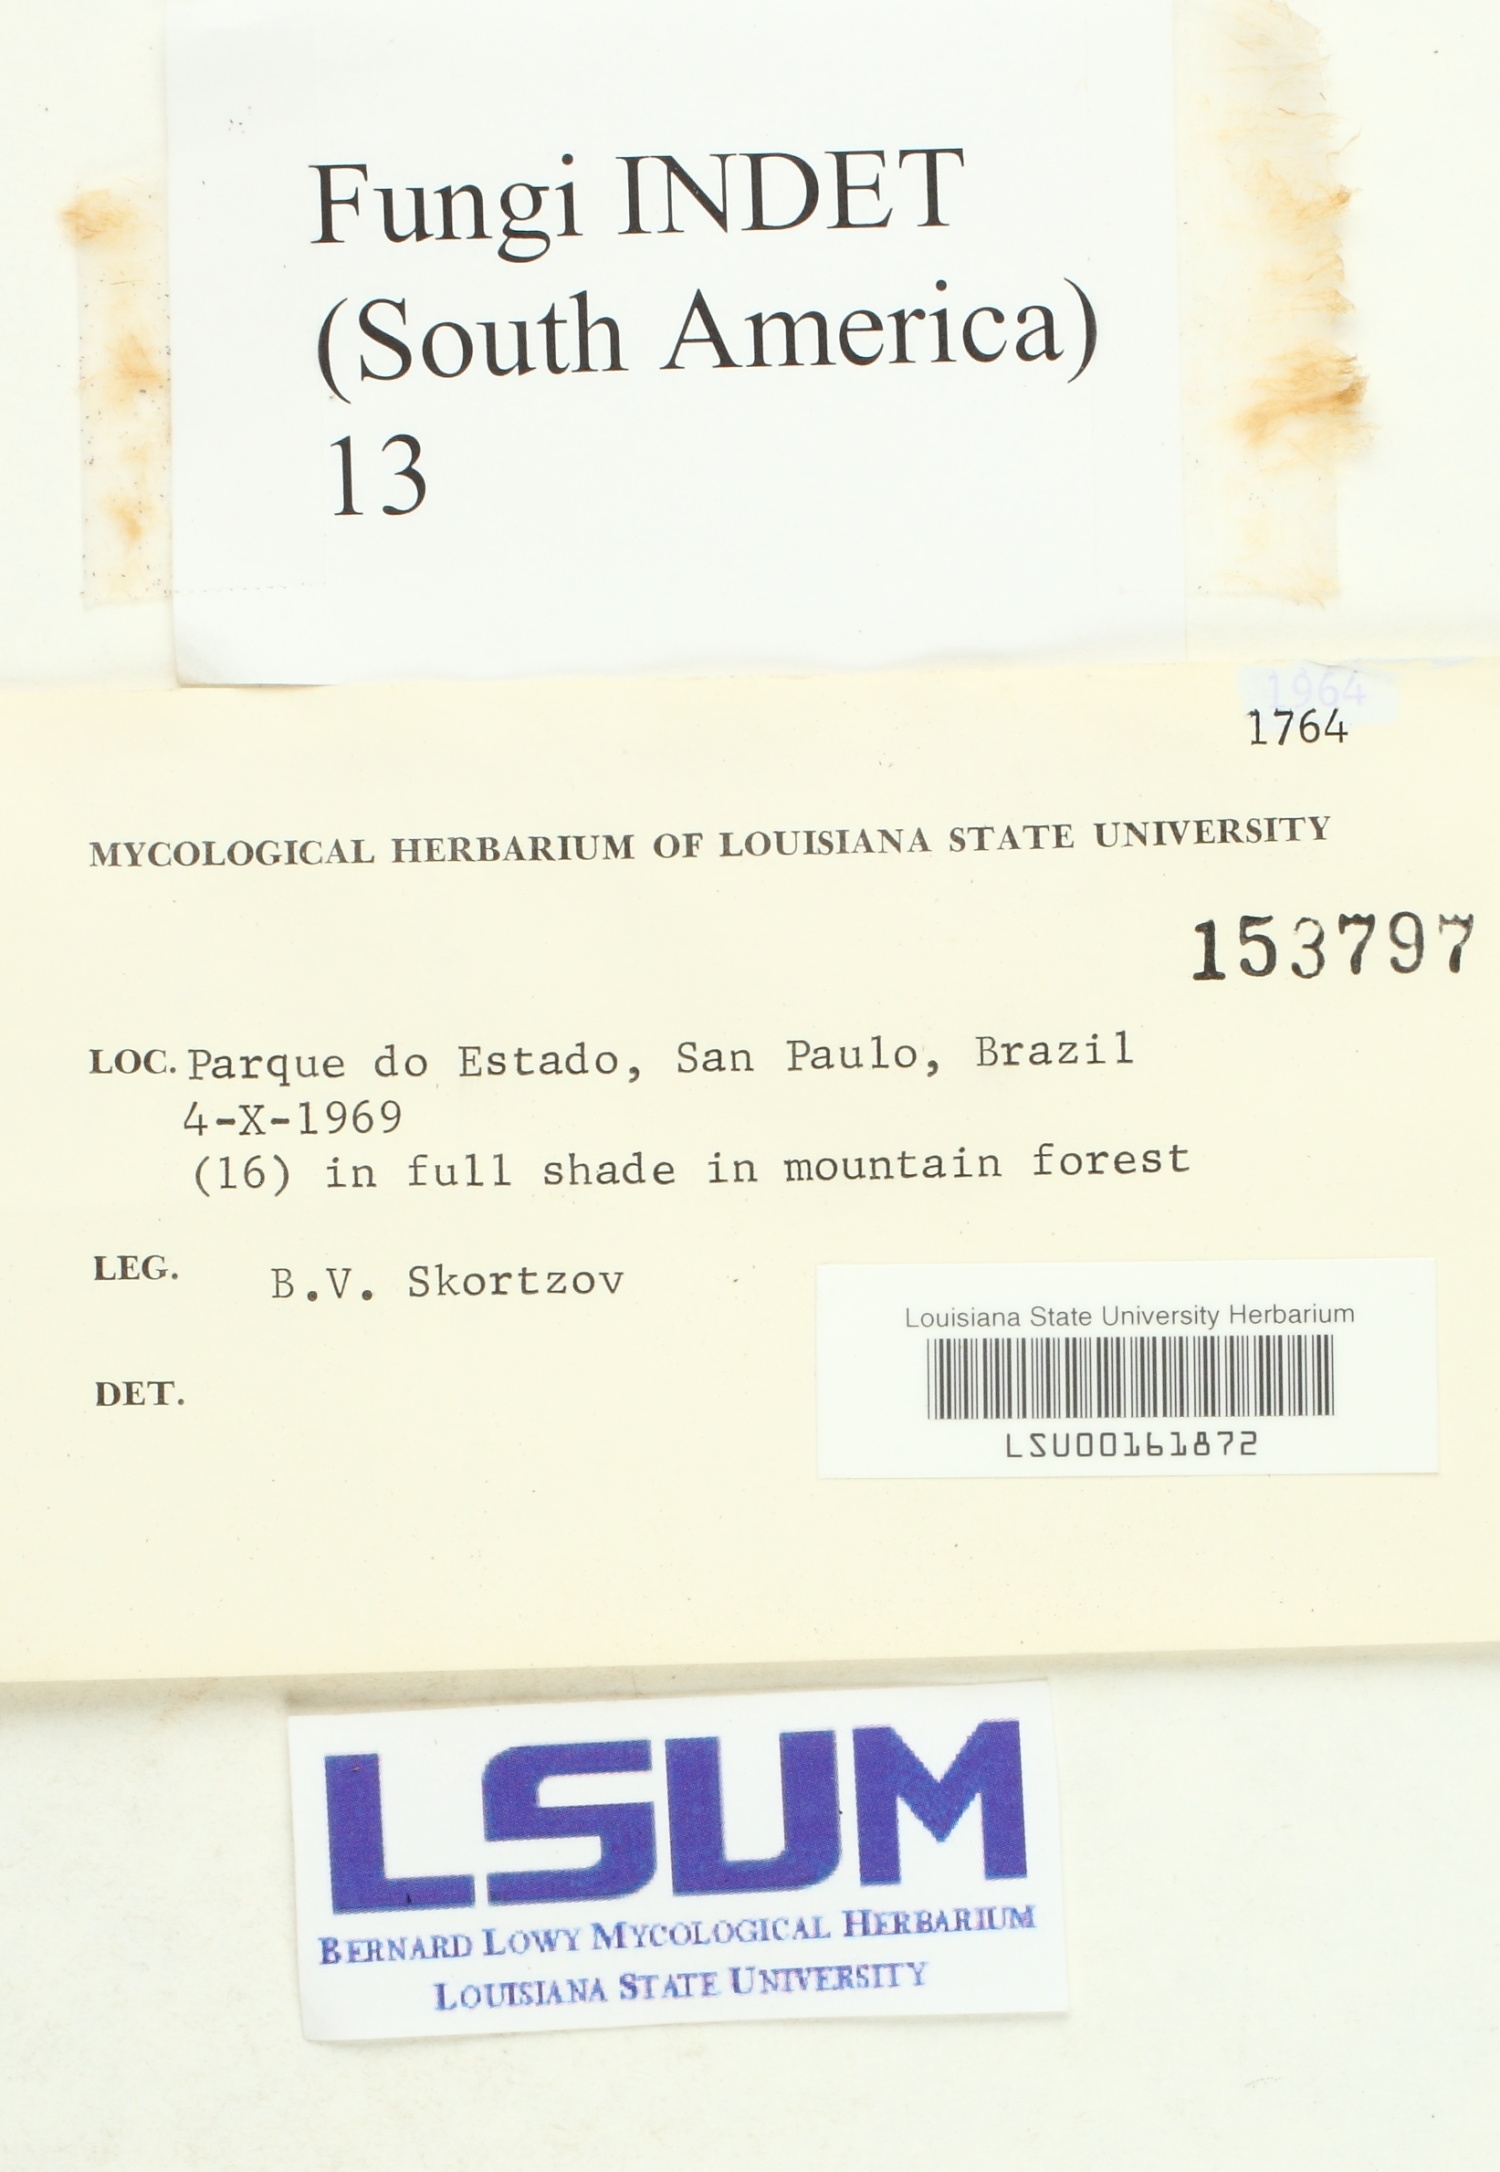 Fungi INDET
(South America)
13
1964
1764
MYCOLOGICAL HERBARIUM OF LOUISIANA STATE UNIVERSITY
153797
LOC. Parque do Estado, San Paulo, Brazil
4-X-1969
(16) in full shade in mountain forest
LEG. B.V. Skortzov
Louisiana State University Herbarium
LSU00161872
DET.
LSUM
BERNARD LOWY MYCOLOGICAL HERBARIUM
LOUISIANA STATE UNIVERSITY